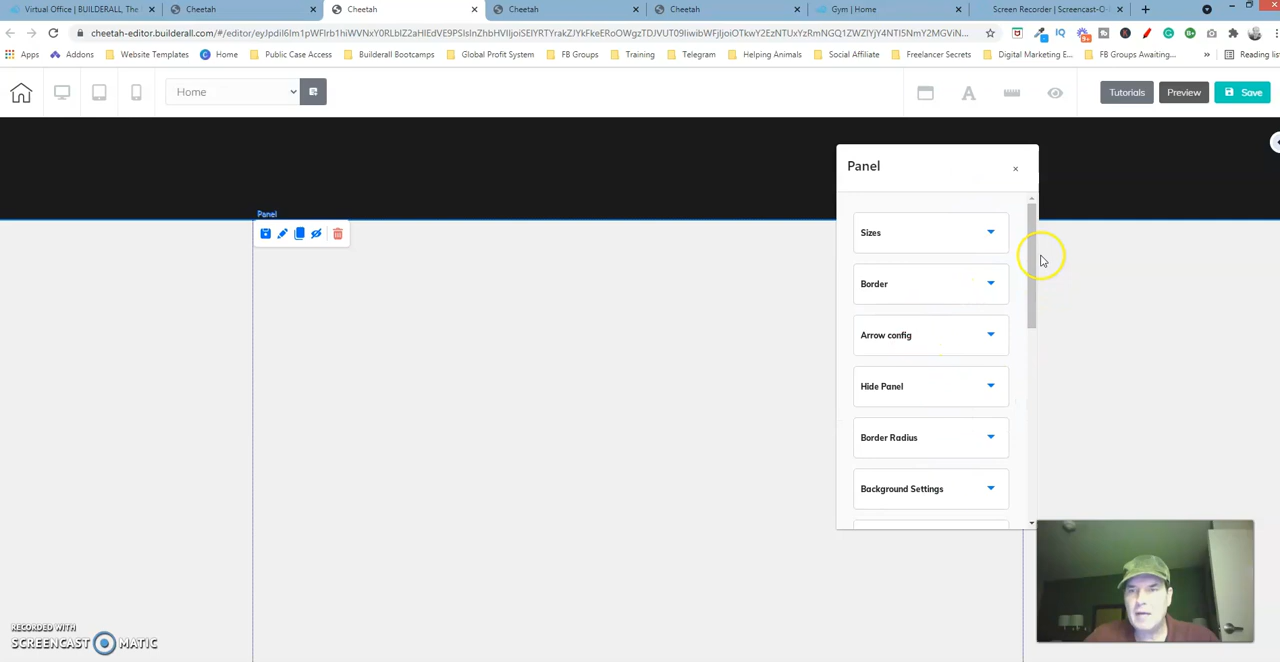 Virtual Office | BUILDERALL, The
Cheetah
Cheetah
Cheetah
Cheetah
Gym | Home
Screen Recorder | Screencast-O-
Apps
Addons
Website Templates
Home
Public Case Access
Builderall Bootcamps
Global Profit System
FB Groups
Training
Telegram
Helping Animals
Social Affiliate
Freelancer Secrets
Digital Marketing E...
FB Groups Awaiting...
»
Reading list
Home
Tutorials
Preview
Save
Panel
Panel
Sizes
Border
Arrow config
Hide Panel
Border Radius
Background Settings
RECORDED WITH
SCREENCAST MATIC